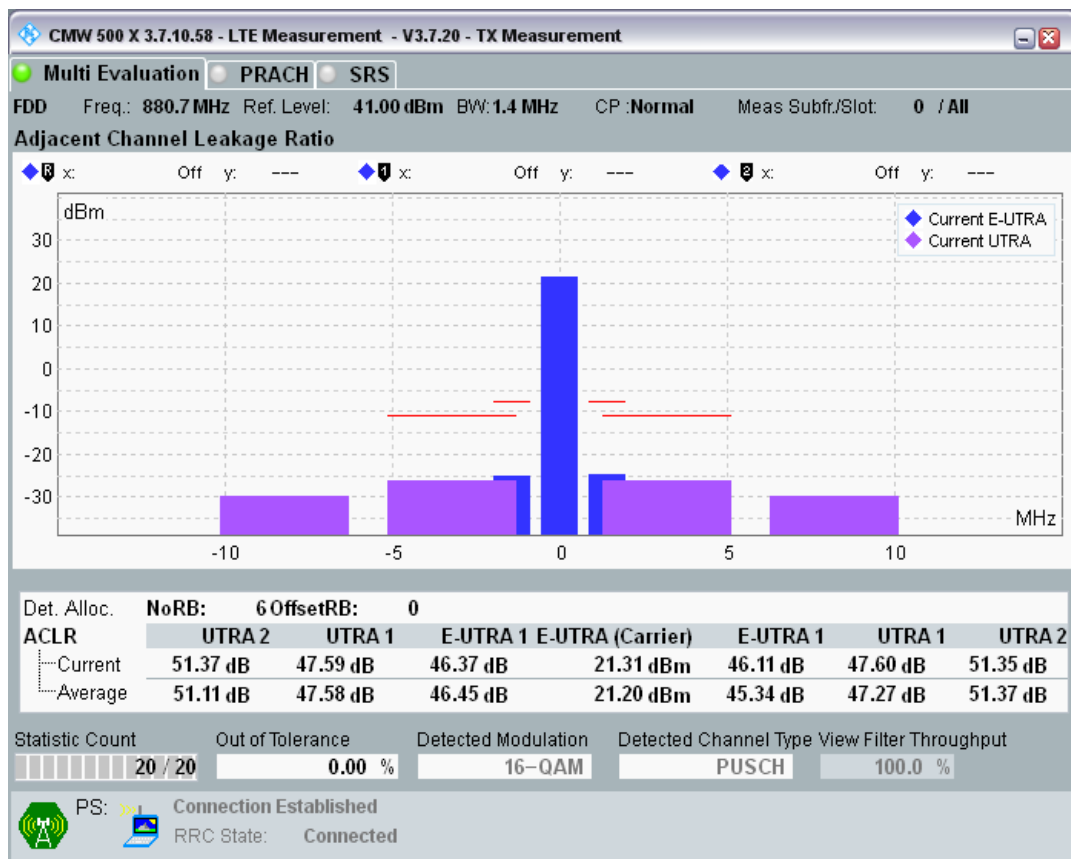 CMW 500 X 3.7.10.58 - LTE Measurement - V3.7.20 - TX Measurement
Multi Evaluation PRACH SRS
FDD Freq.: 880.7 MHz Ref. Level: 41.00 dBm BW: 1.4 MHz CP :Normal Meas Subfr./Slot: 0 / All
Adjacent Channel Leakage Ratio
R x: Off y: --- 1 x: Off y: --- 2 x: Off y: ---
dBm
Current E-UTRA
Current UTRA
30
20
10
0
-10
-20
-30
MHz
-10 -5 0 5 10
Det. Alloc. NoRB: 6 OffsetRB: 0
ACLR UTRA 2 UTRA 1 E-UTRA 1 E-UTRA (Carrier) E-UTRA 1 UTRA 1 UTRA 2
Current 51.37 dB 47.59 dB 46.37 dB 21.31 dBm 46.11 dB 47.60 dB 51.35 dB
Average 51.11 dB 47.58 dB 46.45 dB 21.20 dBm 45.34 dB 47.27 dB 51.37 dB
Statistic Count Out of Tolerance Detected Modulation Detected Channel Type View Filter Throughput
20 / 20 0.00 % 16-QAM PUSCH 100.0 %
PS: Connection Established
RRC State: Connected